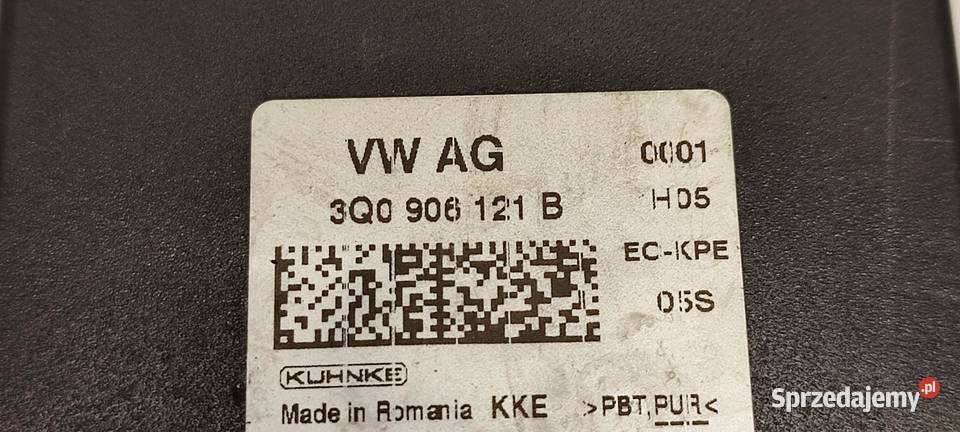 VW AG 0001
3Q0 906 121 B H05
EC-KPE
05S
KUHNKE
Made in Romania KKE >PBT,PUR<
Sprzedajemy.pl